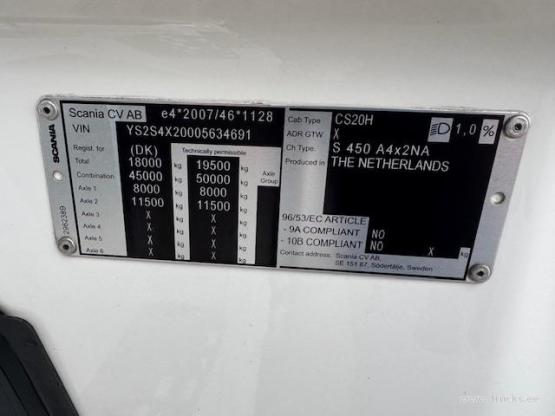 SCANIA
2962389
Scania CV AB e4*2007/46*1128
VIN YS2S4X20005634691
Regist. for (DK) Technically permissible
Total 18000 kg 19500 kg
Combination 45000 kg 50000 kg Axle Group
Axle 1 8000 kg 8000 kg
Axle 2 11500 kg 11500 kg
Axle 3 X kg X kg
Axle 4 X kg X kg
Axle 5 X kg X kg
Axle 6 X kg X kg
Cab Type CS20H 1,0 %
ADR GTW X
Ch Type. S 450 A4x2NA
Produced in THE NETHERLANDS
96/53/EC ARTICLE
- 9A COMPLIANT NO
- 10B COMPLIANT NO X kg
Contact address: Scania CV AB,
SE 151 87, Södertälje, Sweden
www.trucks.ee